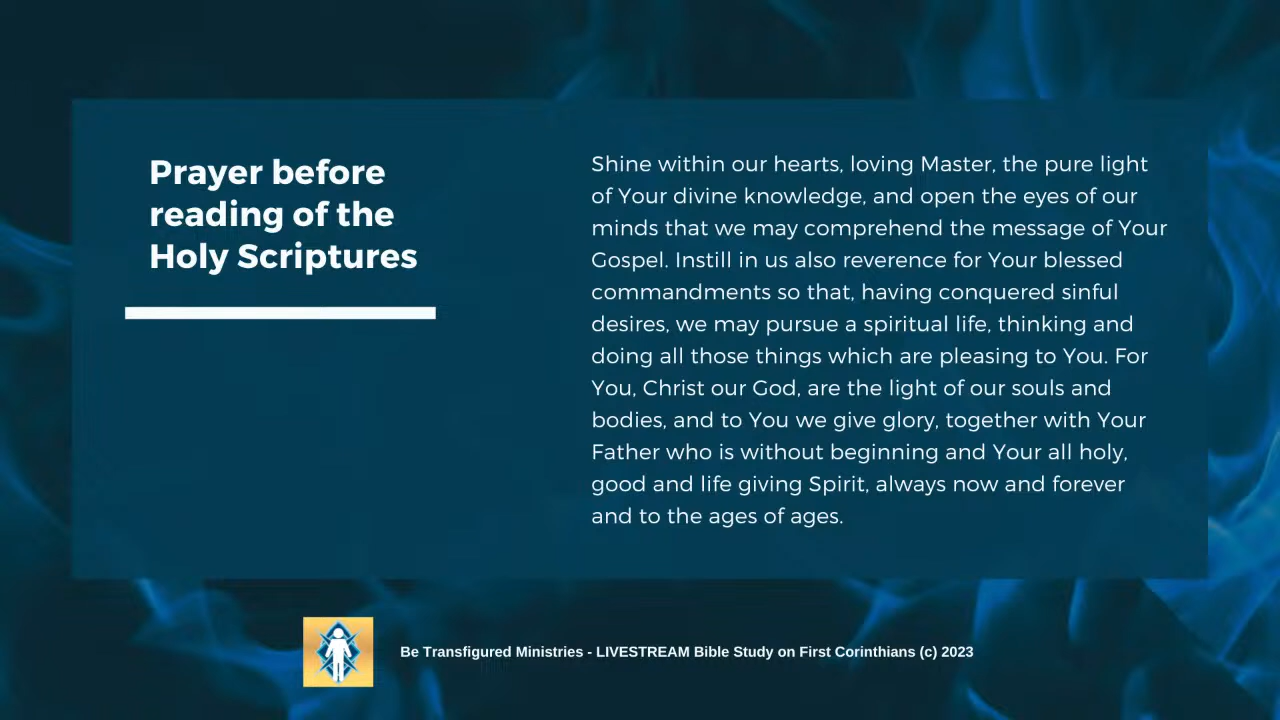 Prayer before
reading of the
Holy Scriptures
Shine within our hearts, loving Master, the pure light
of Your divine knowledge, and open the eyes of our
minds that we may comprehend the message of Your
Gospel. Instill in us also reverence for Your blessed
commandments so that, having conquered sinful
desires, we may pursue a spiritual life, thinking and
doing all those things which are pleasing to You. For
You, Christ our God, are the light of our souls and
bodies, and to You we give glory, together with Your
Father who is without beginning and Your all holy,
good and life giving Spirit, always now and forever
and to the ages of ages.
Be Transfigured Ministries - LIVESTREAM Bible Study on First Corinthians (c) 2023